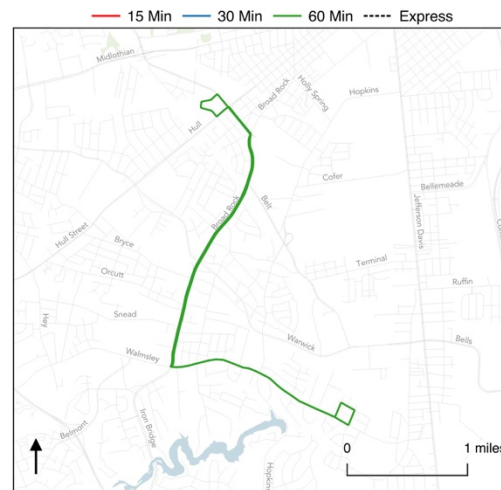 15 Min 30 Min 60 Min Express
Midlothian
Holly Spring
Broad Rock
Hopkins
Hull
Cofer
Bellemeade
Broad Rock
Belt
Jefferson Davis
Hull Street
Bryce
Terminal
Orcutt
Ruffin
Hey
Snead
Warwick
Bells
Walmsley
Iron Bridge
Belmont
0 1 miles